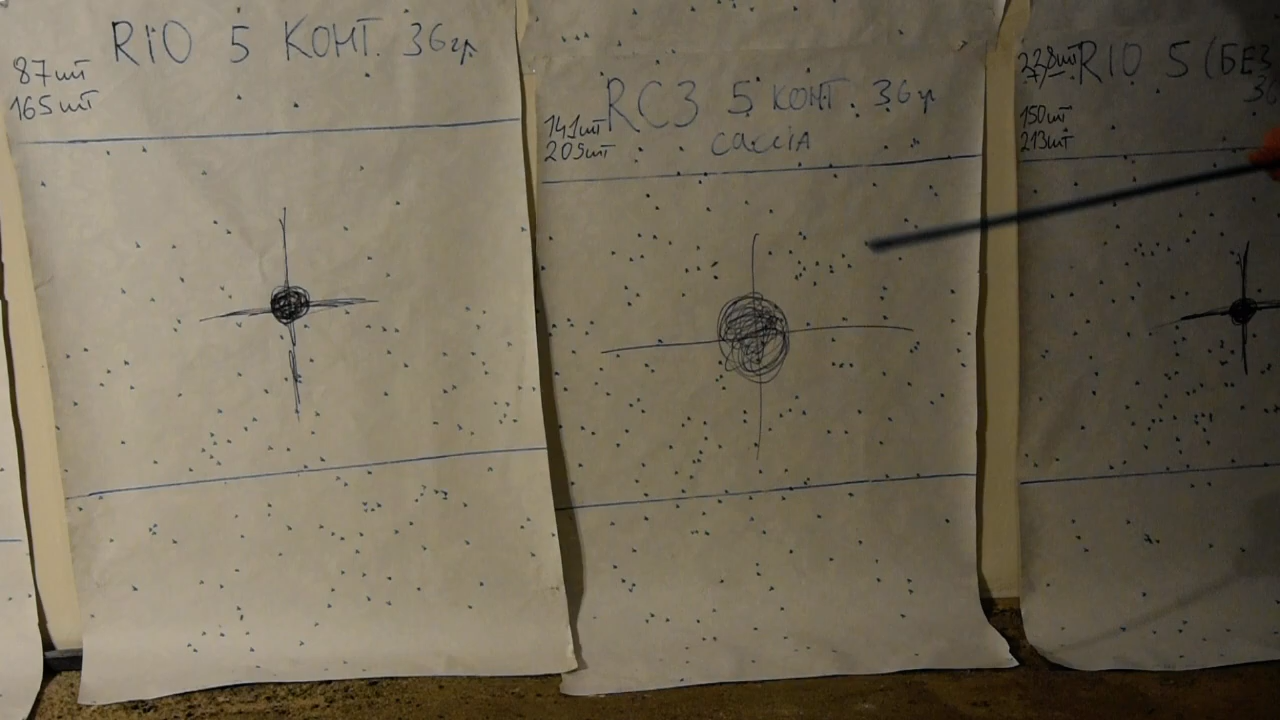 RIO 5 КОНТ. 36гр.
87шт
165шт
RC3 5 КОНТ. 36гр
caccia
141шт
205шт
RIO 5 (БЕЗ
150шт
213шт